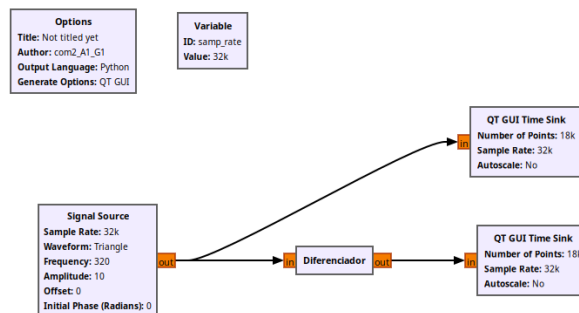 Options
Title: Not titled yet
Author: com2_A1_G1
Output Language: Python
Generate Options: QT GUI
Variable
ID: samp_rate
Value: 32k
QT GUI Time Sink
Number of Points: 18k
Sample Rate: 32k
Autoscale: No
in
Signal Source
Sample Rate: 32k
Waveform: Triangle
Frequency: 320
Amplitude: 10
Offset: 0
Initial Phase (Radians): 0
out
in
Diferenciador
out
in
QT GUI Time Sink
Number of Points: 18k
Sample Rate: 32k
Autoscale: No